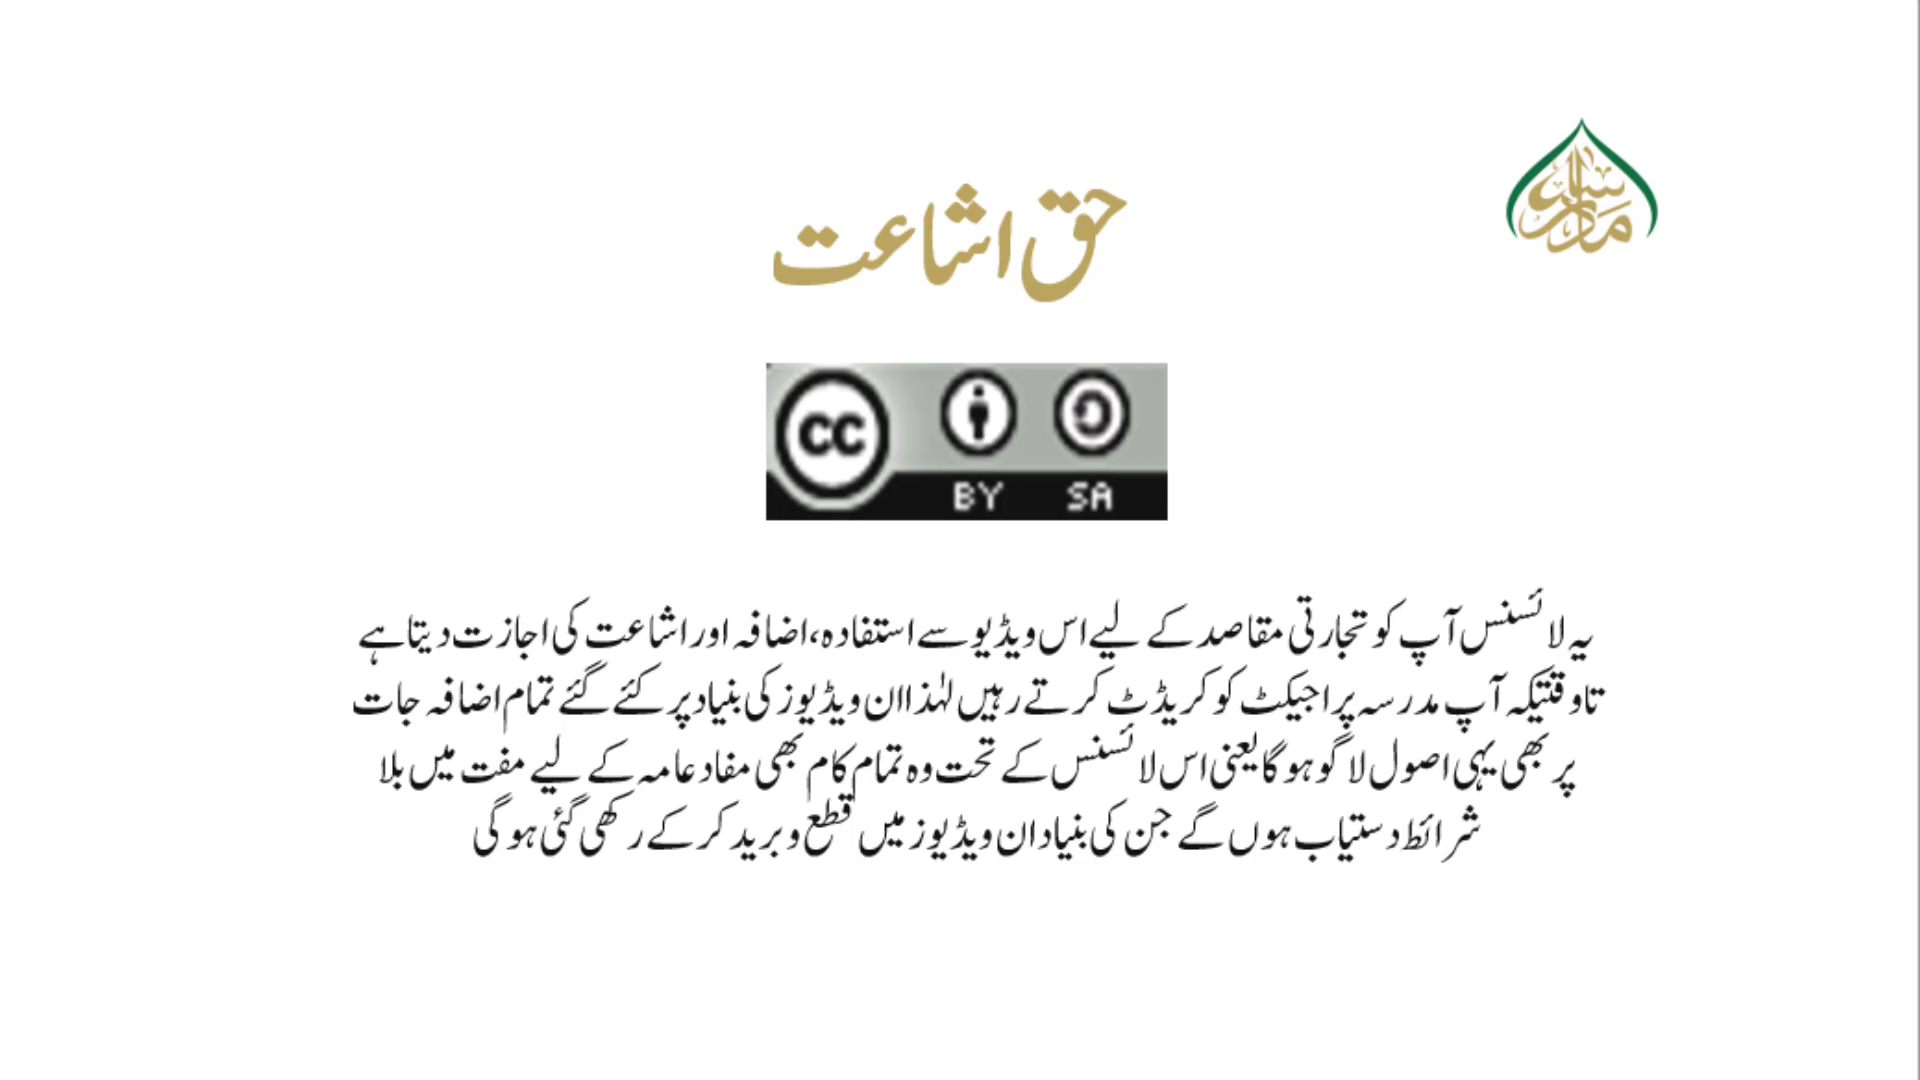 مدرسہ
حق اشاعت
cc
BY SA
یہ لائسنس آپ کو تجارتی مقاصد کے لیے اس ویڈیو سے استفادہ، اضافہ اور اشاعت کی اجازت دیتا ہے
تاوقتیکہ آپ مدرسہ پراجیکٹ کو کریڈٹ کرتے رہیں لہٰذا ان ویڈیوز کی بنیاد پر کئے گئے تمام اضافہ جات
پر بھی یہی اصول لاگو ہوگا یعنی اس لائسنس کے تحت وہ تمام کام بھی مفاد عامہ کے لیے مفت میں بلا
شرائط دستیاب ہوں گے جن کی بنیاد ان ویڈیوز میں قطع و برید کر کے رکھی گئی ہوگی